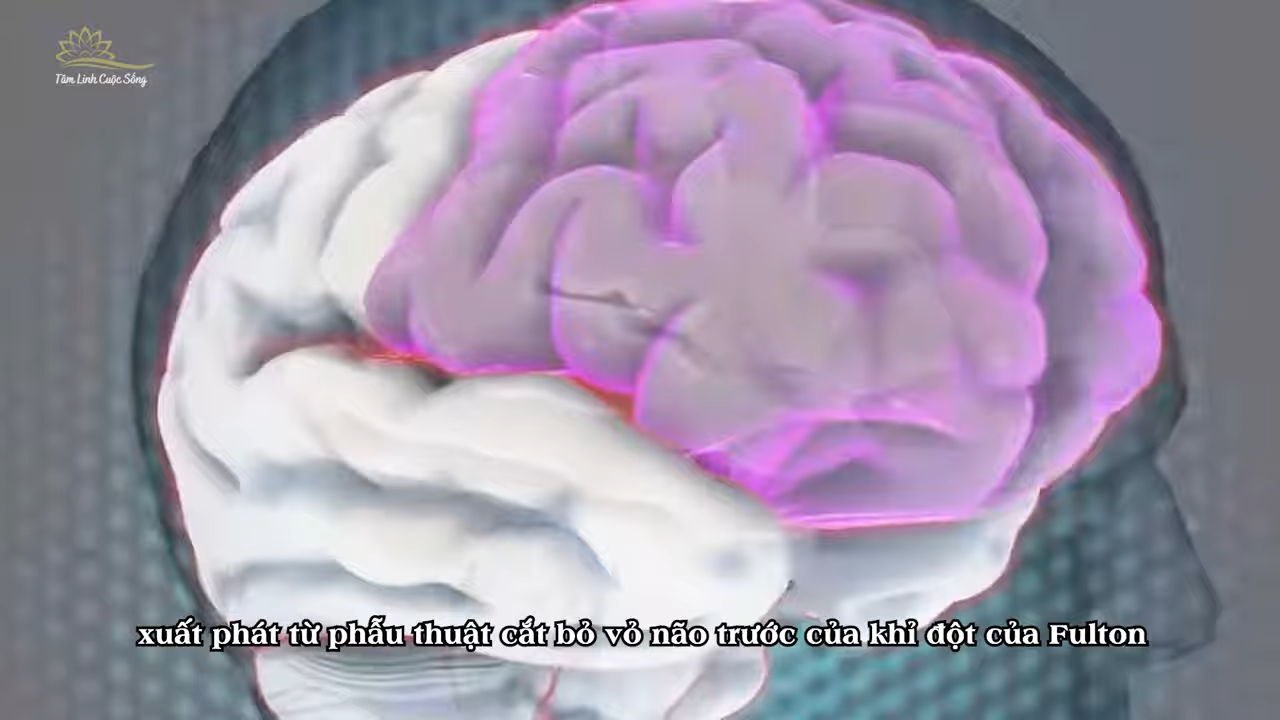 Tâm Linh Cuộc Sống
xuất phát từ phẫu thuật cắt bỏ vỏ não trước của khỉ đột của Fulton